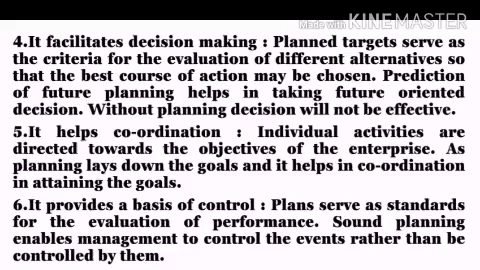 Made with KINEMASTER
4.It facilitates decision making : Planned targets serve as
the criteria for the evaluation of different alternatives so
that the best course of action may be chosen. Prediction
of future planning helps in taking future oriented
decision. Without planning decision will not be effective.
5.It helps co-ordination : Individual activities are
directed towards the objectives of the enterprise. As
planning lays down the goals and it helps in co-ordination
in attaining the goals.
6.It provides a basis of control : Plans serve as standards
for the evaluation of performance. Sound planning
enables management to control the events rather than be
controlled by them.